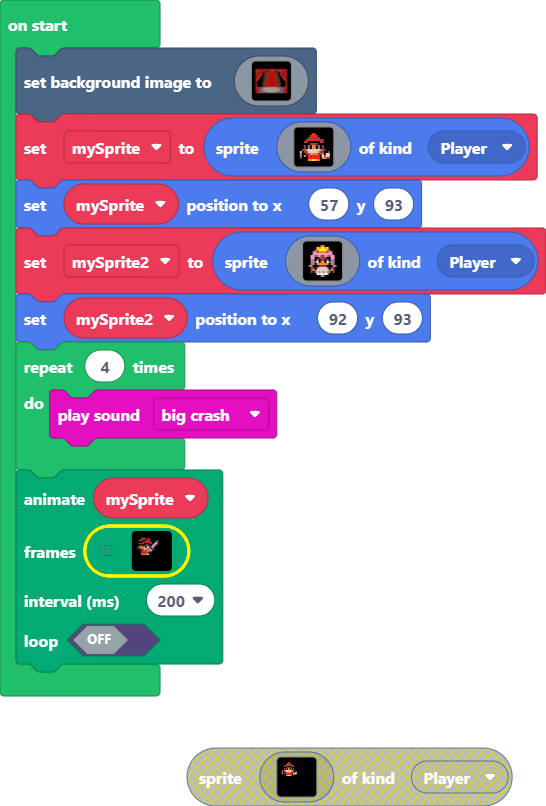 on start
set background image to
set mySprite to sprite of kind Player
set mySprite position to x 57 y 93
set mySprite2 to sprite of kind Player
set mySprite2 position to x 92 y 93
repeat 4 times
do play sound big crash
animate mySprite
frames
interval (ms) 200
loop OFF
sprite of kind Player